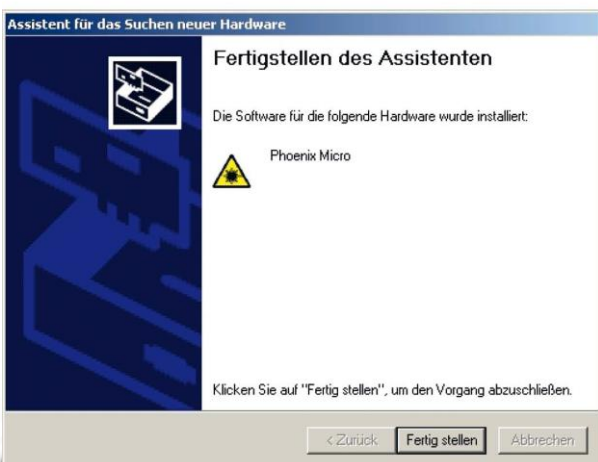 Assistent für das Suchen neuer Hardware
Fertigstellen des Assistenten
Die Software für die folgende Hardware wurde installiert:
Phoenix Micro
Klicken Sie auf "Fertig stellen", um den Vorgang abzuschließen.
< Zurück Fertig stellen Abbrechen